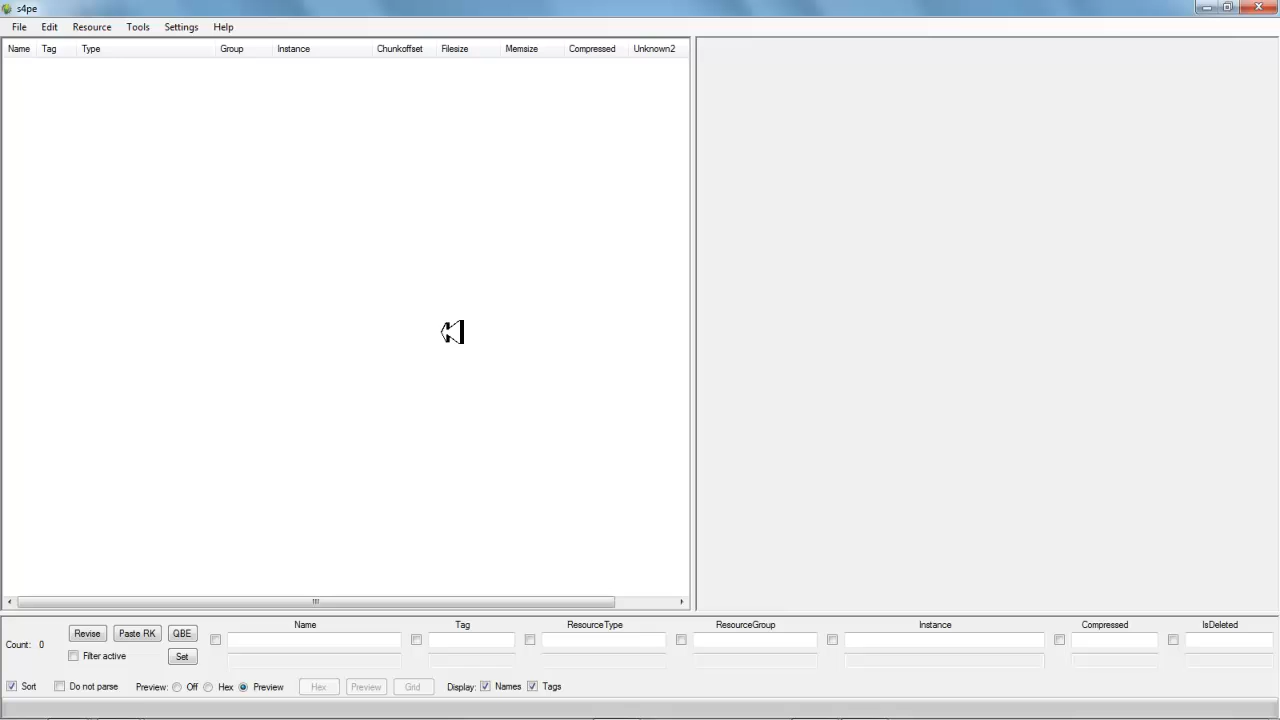 s4pe
File Edit Resource Tools Settings Help
Name Tag Type Group Instance Chunkoffset Filesize Memsize Compressed Unknown2
Name Tag ResourceType ResourceGroup Instance Compressed IsDeleted
Count: 0 Revise Paste RK QBE
Filter active Set
Sort Do not parse Preview: Off Hex Preview Hex Preview Grid Display: Names Tags